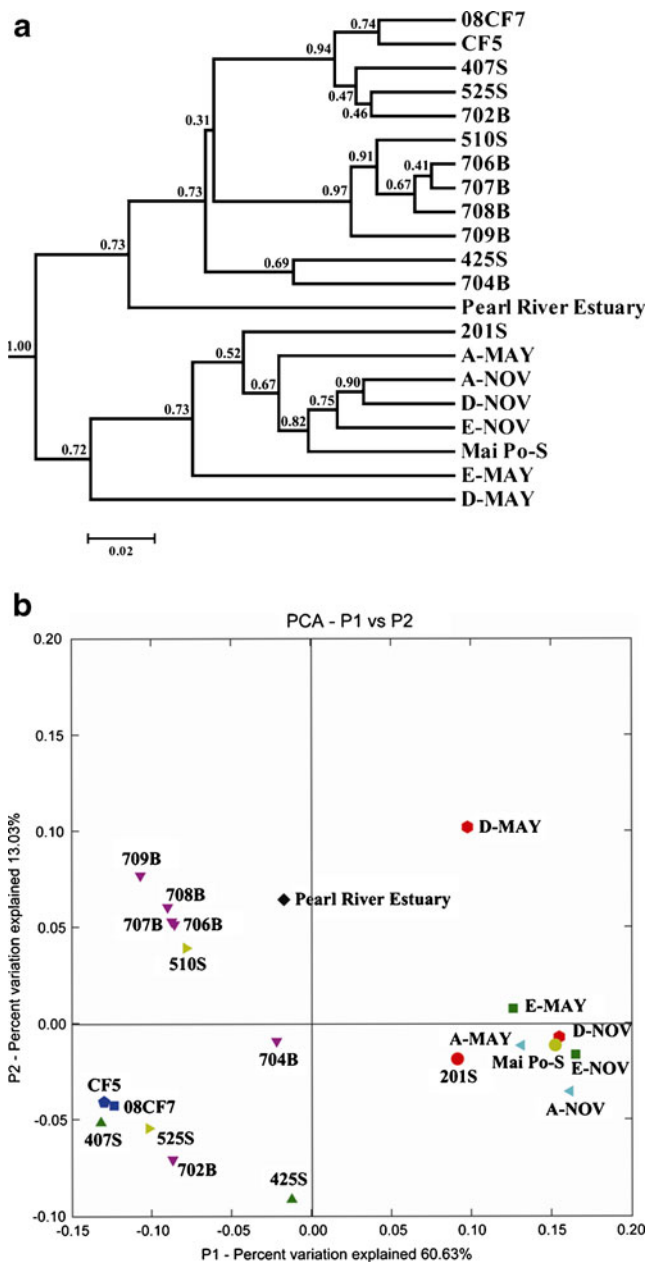 a
08CF7
0.74
CF5
0.94
407S
0.47
525S
0.46
702B
0.31
510S
0.91
0.41
706B
0.67
707B
0.97
708B
0.73
709B
0.73
0.69
425S
704B
Pearl River Estuary
1.00
201S
0.52
A-MAY
0.67
0.90
A-NOV
0.75
D-NOV
0.73
0.82
E-NOV
Mai Po-S
0.72
E-MAY
D-MAY
0.02
b
PCA - P1 vs P2
0.20
0.15
0.10
0.05
0.00
-0.05
-0.10
P2 - Percent variation explained 13.03%
D-MAY
709B
708B
Pearl River Estuary
707B
706B
510S
E-MAY
D-NOV
A-MAY
704B
Mai Po-S
E-NOV
201S
A-NOV
CF5
08CF7
407S
525S
702B
425S
-0.15
-0.10
-0.05
0.00
0.05
0.10
0.15
0.20
P1 - Percent variation explained 60.63%